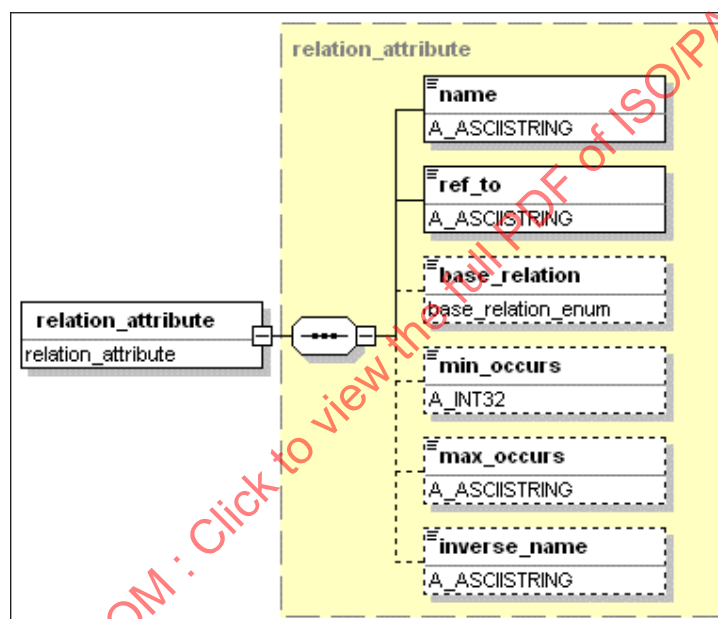 relation_attribute
name
A_ASCIISTRING
ref_to
A_ASCIISTRING
base_relation
base_relation_enum
min_occurs
A_INT32
max_occurs
A_ASCIISTRING
inverse_name
A_ASCIISTRING
relation_attribute
relation_attribute
OM : Click to view the full PDF of ISO/PA